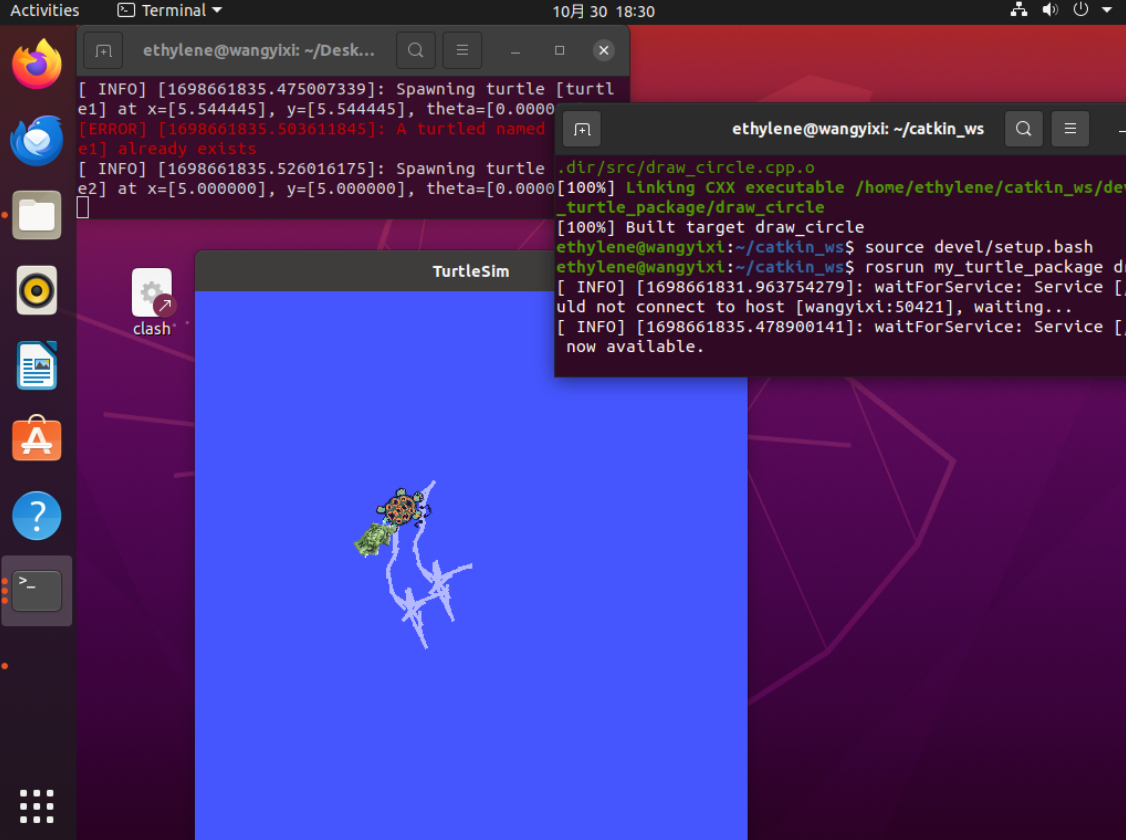 Activities
Terminal
10月 30 18:30
ethylene@wangyixi: ~/Desk...
[ INFO] [1698661835.475007339]: Spawning turtle [turtl
e1] at x=[5.544445], y=[5.544445], theta=[0.0000
[ERROR] [1698661835.503611845]: A turtled named
e1] already exists
[ INFO] [1698661835.526016175]: Spawning turtle
e2] at x=[5.000000], y=[5.000000], theta=[0.0000
ethylene@wangyixi: ~/catkin_ws
.dir/src/draw_circle.cpp.o
[100%] Linking CXX executable /home/ethylene/catkin_ws/dev
_turtle_package/draw_circle
[100%] Built target draw_circle
ethylene@wangyixi:~/catkin_ws$ source devel/setup.bash
ethylene@wangyixi:~/catkin_ws$ rosrun my_turtle_package dr
[ INFO] [1698661831.963754279]: waitForService: Service [/
uld not connect to host [wangyixi:50421], waiting...
[ INFO] [1698661835.478900141]: waitForService: Service [/
now available.
clash
TurtleSim